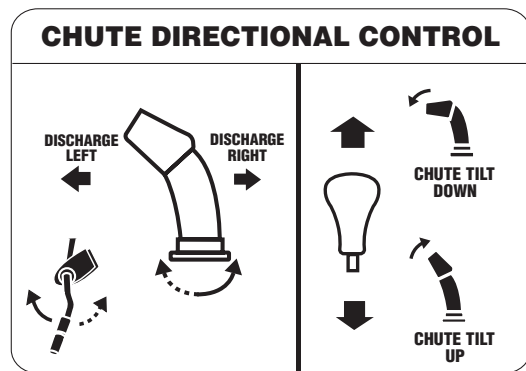 CHUTE DIRECTIONAL CONTROL
DISCHARGE
LEFT
DISCHARGE
RIGHT
CHUTE TILT
DOWN
CHUTE TILT
UP